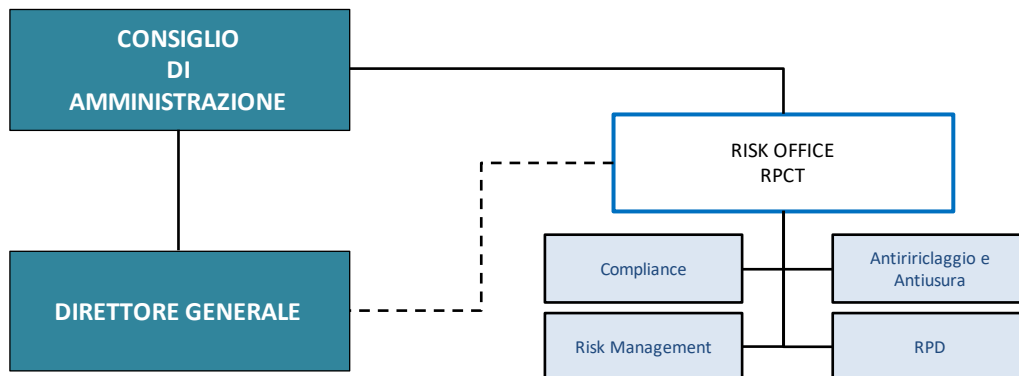 CONSIGLIO
DI
AMMINISTRAZIONE
RISK OFFICE
RPCT
Compliance
Antiririclaggio e
Antiusura
DIRETTORE GENERALE
Risk Management
RPD